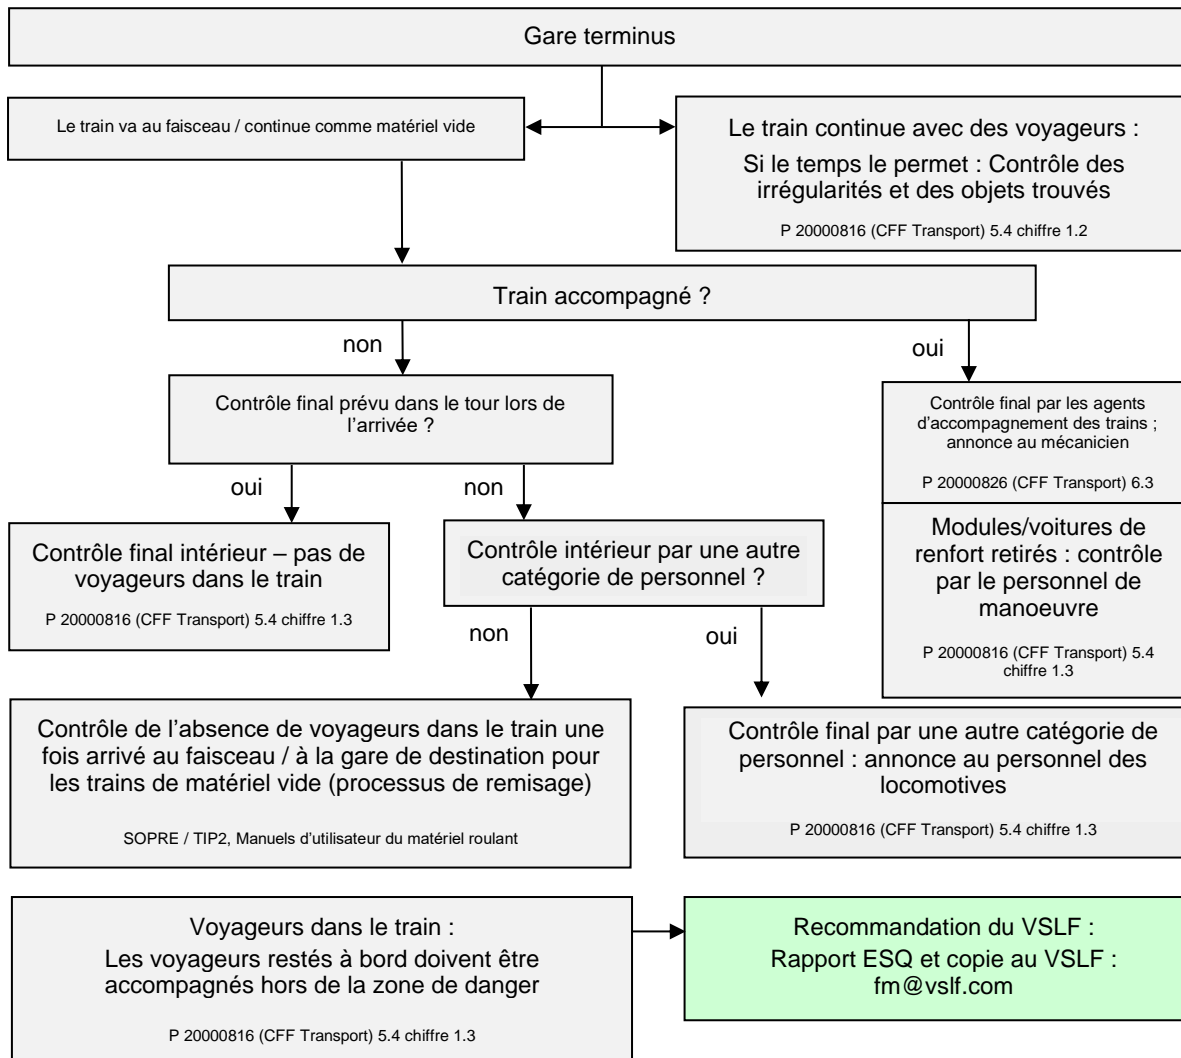 Gare terminus
Le train va au faisceau / continue comme matériel vide
Le train continue avec des voyageurs :
Si le temps le permet : Contrôle des
irrégularités et des objets trouvés
P 20000816 (CFF Transport) 5.4 chiffre 1.2
Train accompagné ?
non
oui
Contrôle final prévu dans le tour lors de
l'arrivée ?
Contrôle final par les agents
d'accompagnement des trains ;
annonce au mécanicien
P 20000826 (CFF Transport) 6.3
oui
non
Modules/voitures de
renfort retirés : contrôle
par le personnel de
manoeuvre
P 20000816 (CFF Transport) 5.4
chiffre 1.3
Contrôle final intérieur – pas de
voyageurs dans le train
P 20000816 (CFF Transport) 5.4 chiffre 1.3
Contrôle intérieur par une autre
catégorie de personnel ?
non
oui
Contrôle de l'absence de voyageurs dans le train une
fois arrivé au faisceau / à la gare de destination pour
les trains de matériel vide (processus de remisage)
SOPRE / TIP2, Manuels d'utilisateur du matériel roulant
Contrôle final par une autre catégorie de
personnel : annonce au personnel des
locomotives
P 20000816 (CFF Transport) 5.4 chiffre 1.3
Voyageurs dans le train :
Les voyageurs restés à bord doivent être
accompagnés hors de la zone de danger
P 20000816 (CFF Transport) 5.4 chiffre 1.3
Recommandation du VSLF :
Rapport ESQ et copie au VSLF :
fm@vslf.com